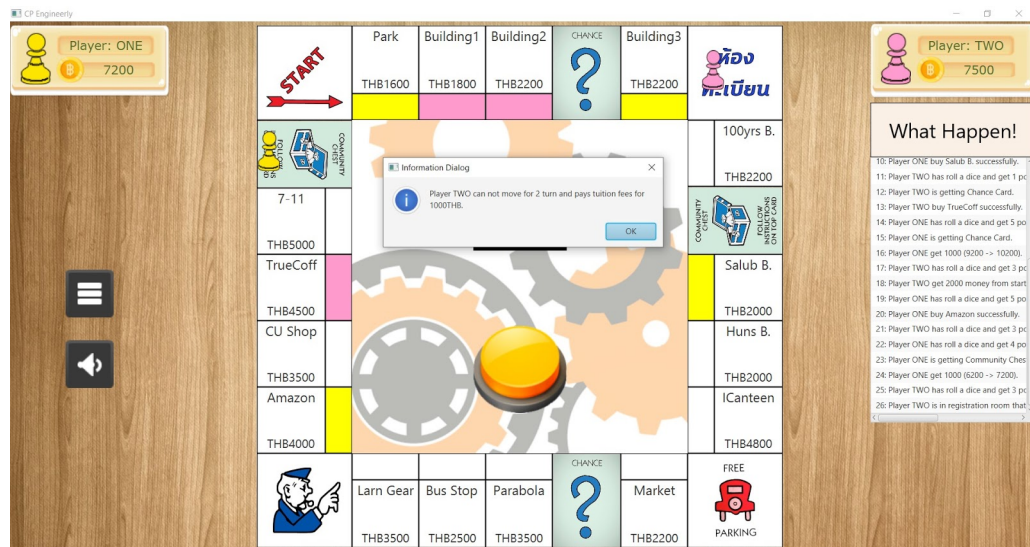 CP Engineerly
Player: ONE
7200
START
Park
THB1600
Building1
THB1800
Building2
THB2200
CHANCE
Building3
THB2200
ห้อง
ทะเบียน
Player: TWO
7500
What Happen!
10: Player ONE buy Salub B. successfully.
11: Player TWO has roll a dice and get 1 po
12: Player TWO is getting Chance Card.
13: Player TWO buy TrueCoff successfully.
14: Player ONE has roll a dice and get 5 po
15: Player ONE is getting Chance Card.
16: Player ONE get 1000 (9200 -> 10200).
17: Player TWO has roll a dice and get 3 po
18: Player TWO get 2000 money from start
19: Player ONE has roll a dice and get 5 po
20: Player ONE buy Amazon successfully.
21: Player TWO has roll a dice and get 3 po
22: Player ONE has roll a dice and get 4 po
23: Player ONE is getting Community Ches
24: Player ONE get 1000 (6200 -> 7200).
25: Player TWO has roll a dice and get 3 po
26: Player TWO is in registration room that
COMMUNITY
CHEST
FOLLOW
7-11
THB5000
TrueCoff
THB4500
CU Shop
THB3500
Amazon
THB4000
Information Dialog
Player TWO can not move for 2 turn and pays tuition fees for
1000THB.
OK
100yrs B.
THB2200
COMMUNITY
CHEST
FOLLOW
INSTRUCTIONS
ON TOP CARD
Salub B.
THB2000
Huns B.
THB2000
ICanteen
THB4800
Larn Gear
THB3500
Bus Stop
THB2500
Parabola
THB3500
CHANCE
Market
THB2200
FREE
PARKING